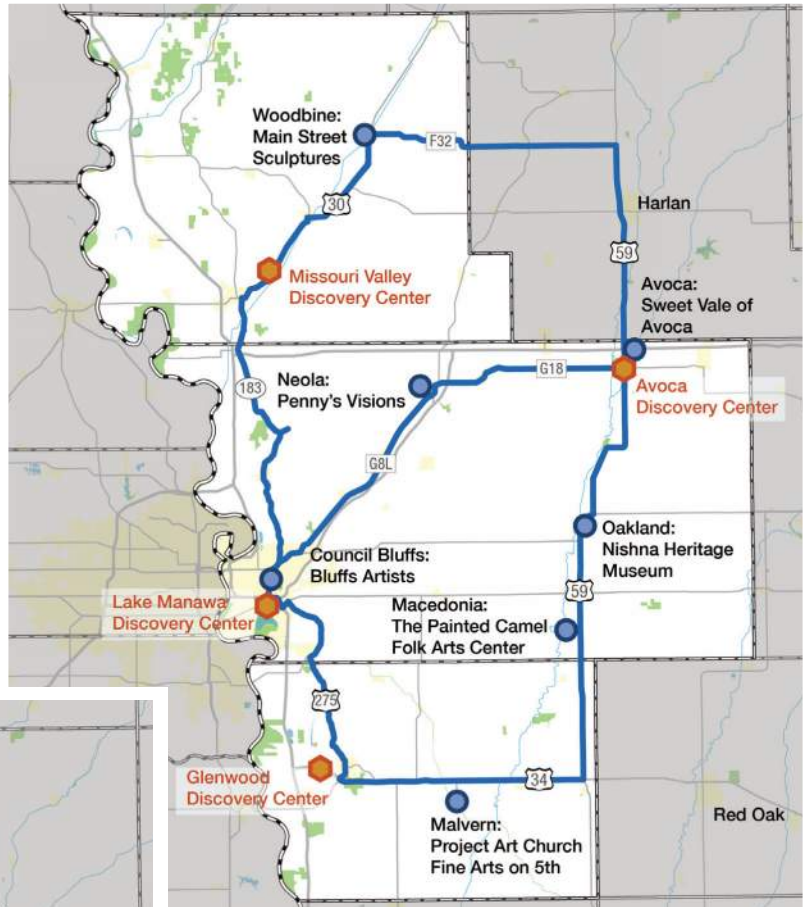 Woodbine:
Main Street
Sculptures
F32
30
Harlan
59
Missouri Valley
Discovery Center
Avoca:
Sweet Vale of
Avoca
183
Neola:
Penny's Visions
G18
Avoca
Discovery Center
G8L
Oakland:
Nishna Heritage
Museum
Council Bluffs:
Bluffs Artists
59
Lake Manawa
Discovery Center
Macedonia:
The Painted Camel
Folk Arts Center
275
Glenwood
Discovery Center
34
Malvern:
Project Art Church
Fine Arts on 5th
Red Oak